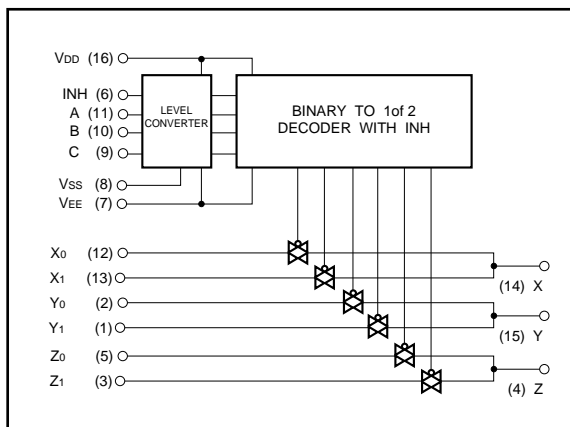 VDD (16)
INH (6)
A (11)
B (10)
C (9)
VSS (8)
VEE (7)
LEVEL
CONVERTER
BINARY TO 1of 2
DECODER WITH INH
X0 (12)
X1 (13)
Y0 (2)
Y1 (1)
Z0 (5)
Z1 (3)
(14) X
(15) Y
(4) Z